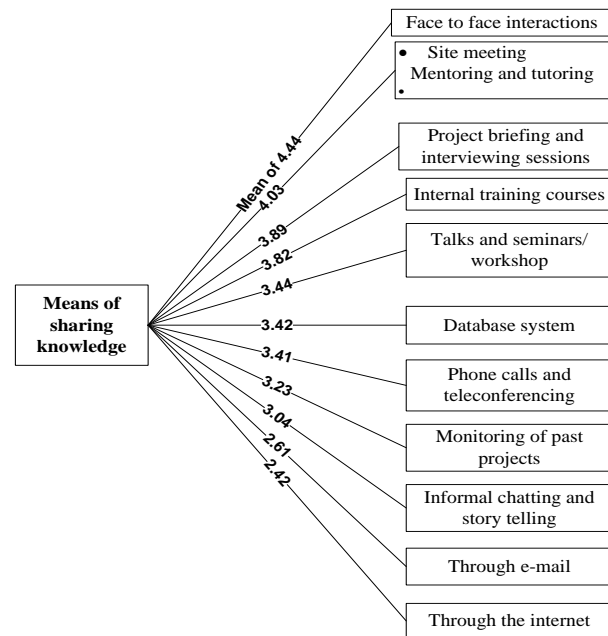 Face to face interactions
• Site meeting
Mentoring and tutoring
•
Project briefing and
interviewing sessions
Internal training courses
Talks and seminars/
workshop
Means of
sharing
knowledge
Database system
Phone calls and
teleconferencing
Monitoring of past
projects
Informal chatting and
story telling
Through e-mail
Through the internet
Mean of 4.44
4.03
3.89
3.82
3.44
3.42
3.41
3.23
3.04
2.61
2.42